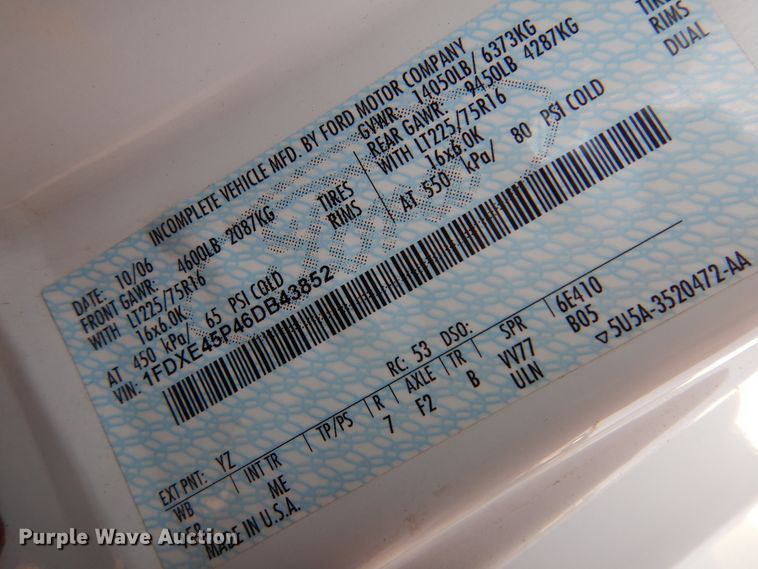 INCOMPLETE VEHICLE MFD. BY FORD MOTOR COMPANY
DATE: 10/06 GVWR: 14050LB/ 6373KG
FRONT GAWR: 4600LB 2087KG REAR GAWR: 9450LB 4287KG
WITH LT225/75R16 TIRES WITH LT225/75R16 TIRES
16x6.0K RIMS 16x6.0K RIMS
AT 450 kPa/ 65 PSI COLD AT 550 kPa/ 80 PSI COLD DUAL
VIN: 1FDXE45P46DB43852
EXT PNT: YZ RC: 53 DSO:
WB INT TR TP/PS R AXLE TR SPR
158 ME 7 F2 B VV77 6E410
ULN B05
MADE IN U.S.A. 5U5A-3520472-AA
Purple Wave Auction